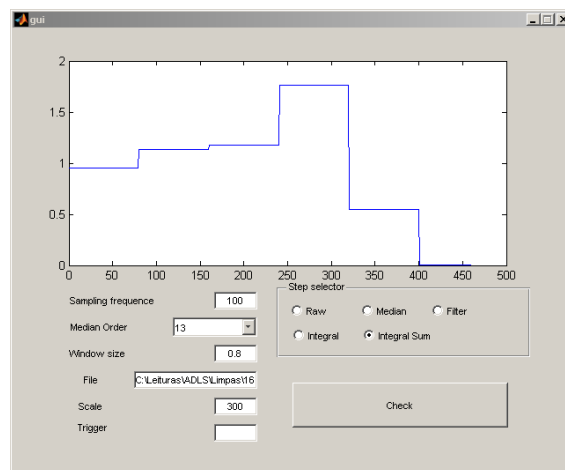 gui
2
1.5
1
0.5
0
0 50 100 150 200 250 300 350 400 450 500
Step selector
Sampling frequence 100
Raw Median Filter
Median Order 13
Integral Integral Sum
Window size 0.8
File C:\Leituras\ADLS\Limpas\16
Scale 300
Check
Trigger